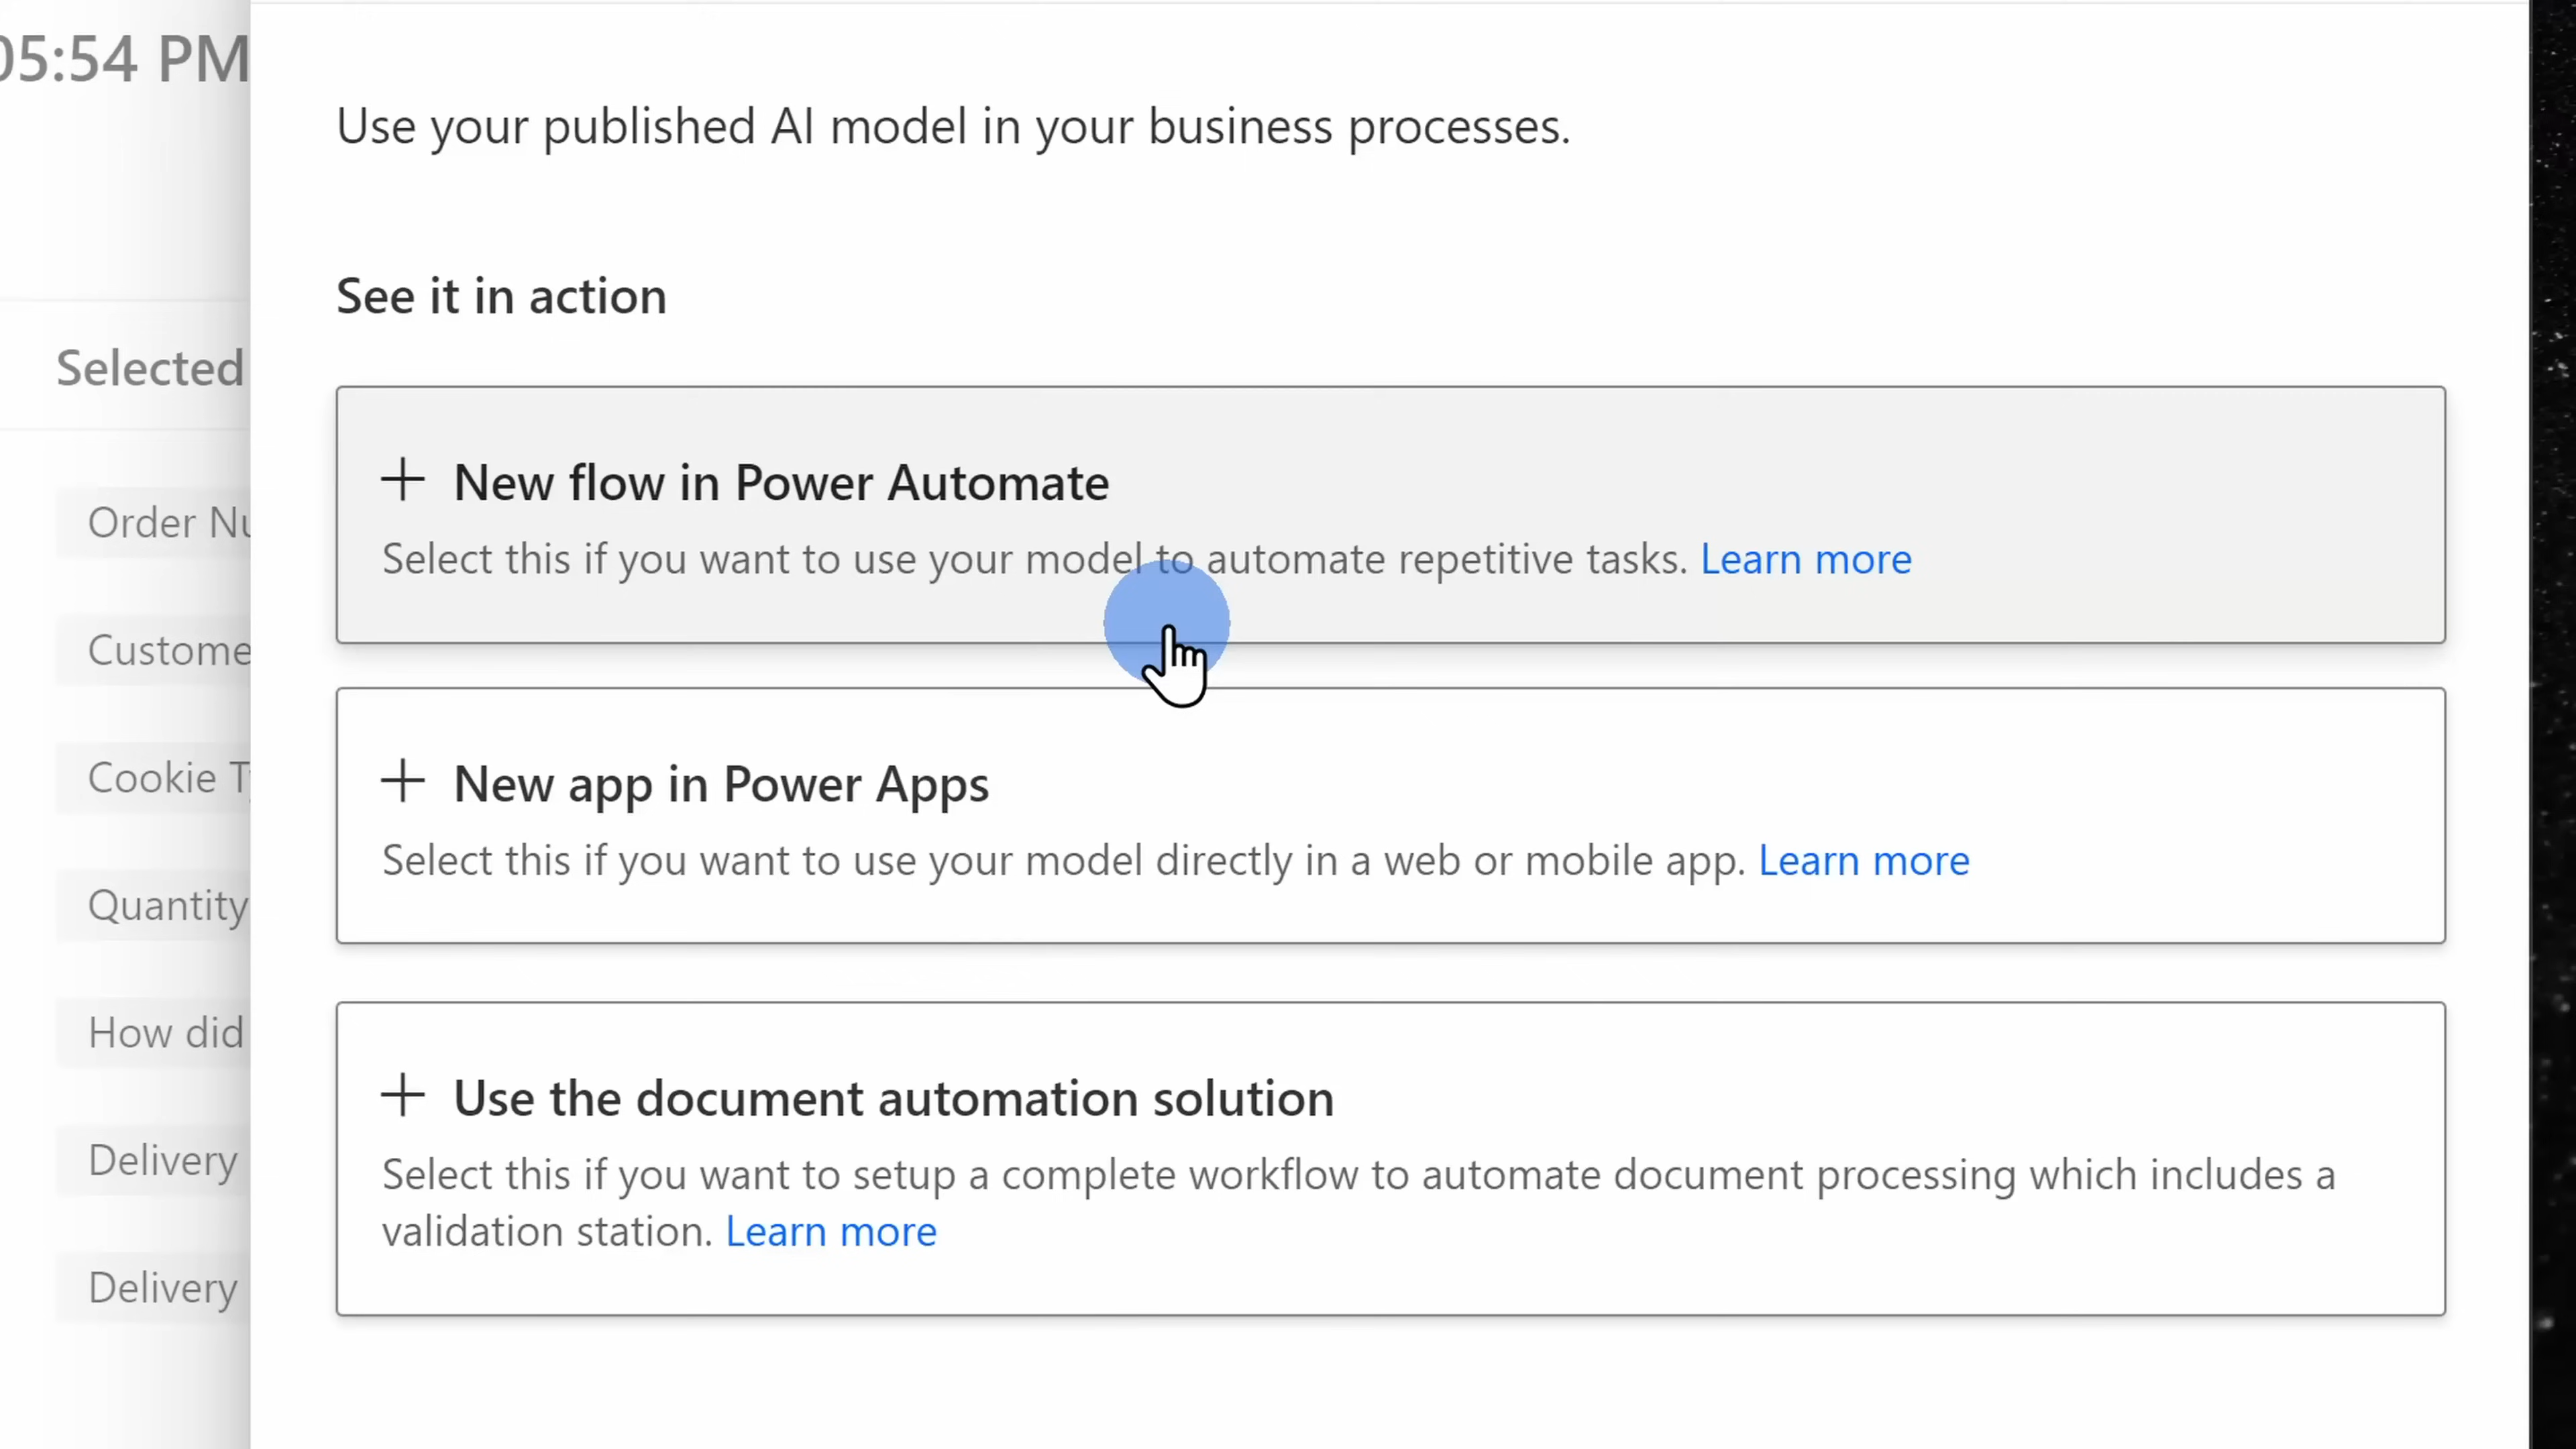 05:54 PM
Use your published AI model in your business processes.
See it in action
Selected
+ New flow in Power Automate
Select this if you want to use your model to automate repetitive tasks. Learn more
Order
Quantity
+ New app in Power Apps
Select this if you want to use your model directly in a web or mobile app. Learn more
Cookie
How did
+ Use the document automation solution
Select this if you want to setup a complete workflow to automate document processing which includes a
validation station. Learn more
Delivery
Delivery